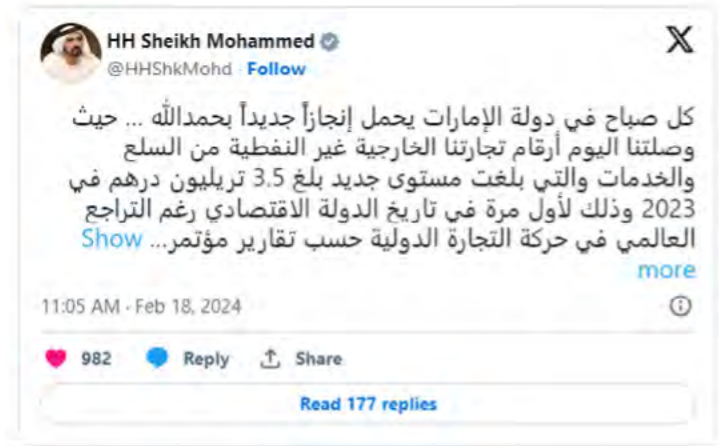 HH Sheikh Mohammed
@HHShkMohd · Follow
كل صباح في دولة الإمارات يحمل إنجازاً جديداً بحمدالله ... حيث
وصلتنا اليوم أرقام تجارتنا الخارجية غير النفطية من السلع
والخدمات والتي بلغت مستوى جديد بلغ 3.5 تريليون درهم في
2023 وذلك لأول مرة في تاريخ الدولة الاقتصادي رغم التراجع
العالمي في حركة التجارة الدولية حسب تقارير مؤتمر... Show
more
11:05 AM · Feb 18, 2024
982 Reply Share
Read 177 replies